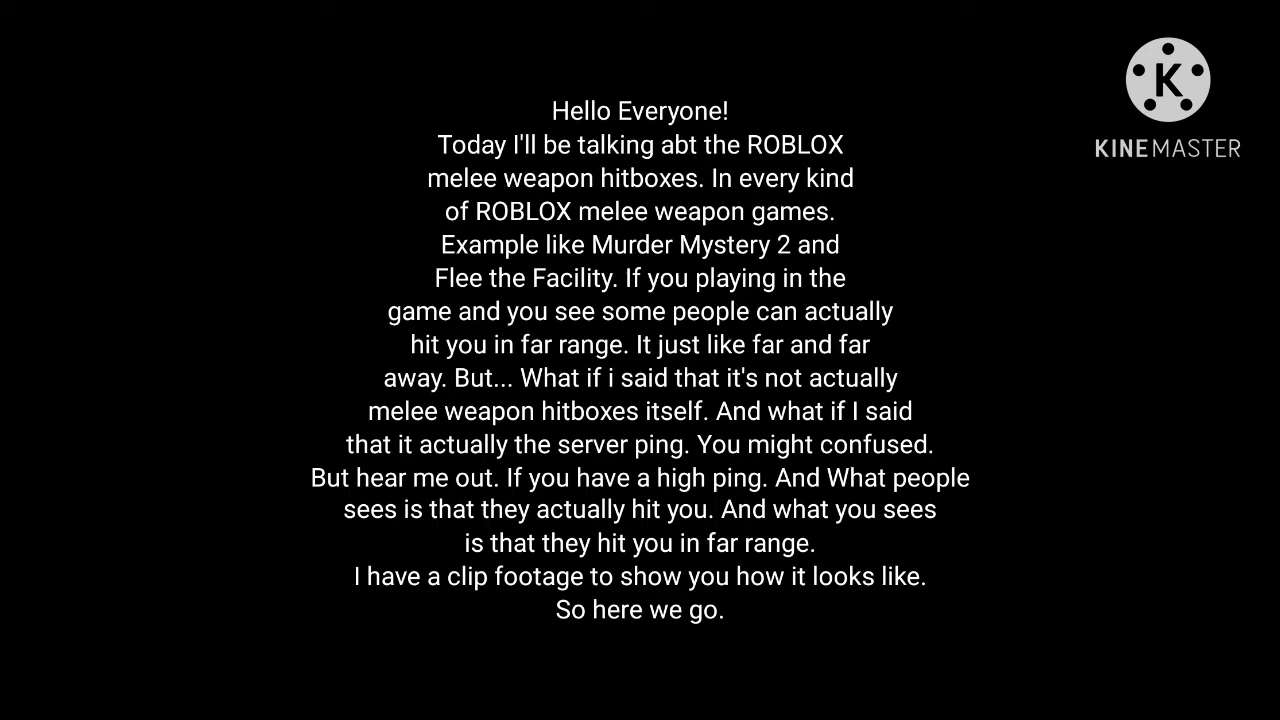 Hello Everyone!
Today I'll be talking abt the ROBLOX
melee weapon hitboxes. In every kind
of ROBLOX melee weapon games.
Example like Murder Mystery 2 and
Flee the Facility. If you playing in the
game and you see some people can actually
hit you in far range. It just like far and far
away. But... What if i said that it's not actually
melee weapon hitboxes itself. And what if I said
that it actually the server ping. You might confused.
But hear me out. If you have a high ping. And What people
sees is that they actually hit you. And what you sees
is that they hit you in far range.
I have a clip footage to show you how it looks like.
So here we go.
K
KINEMASTER